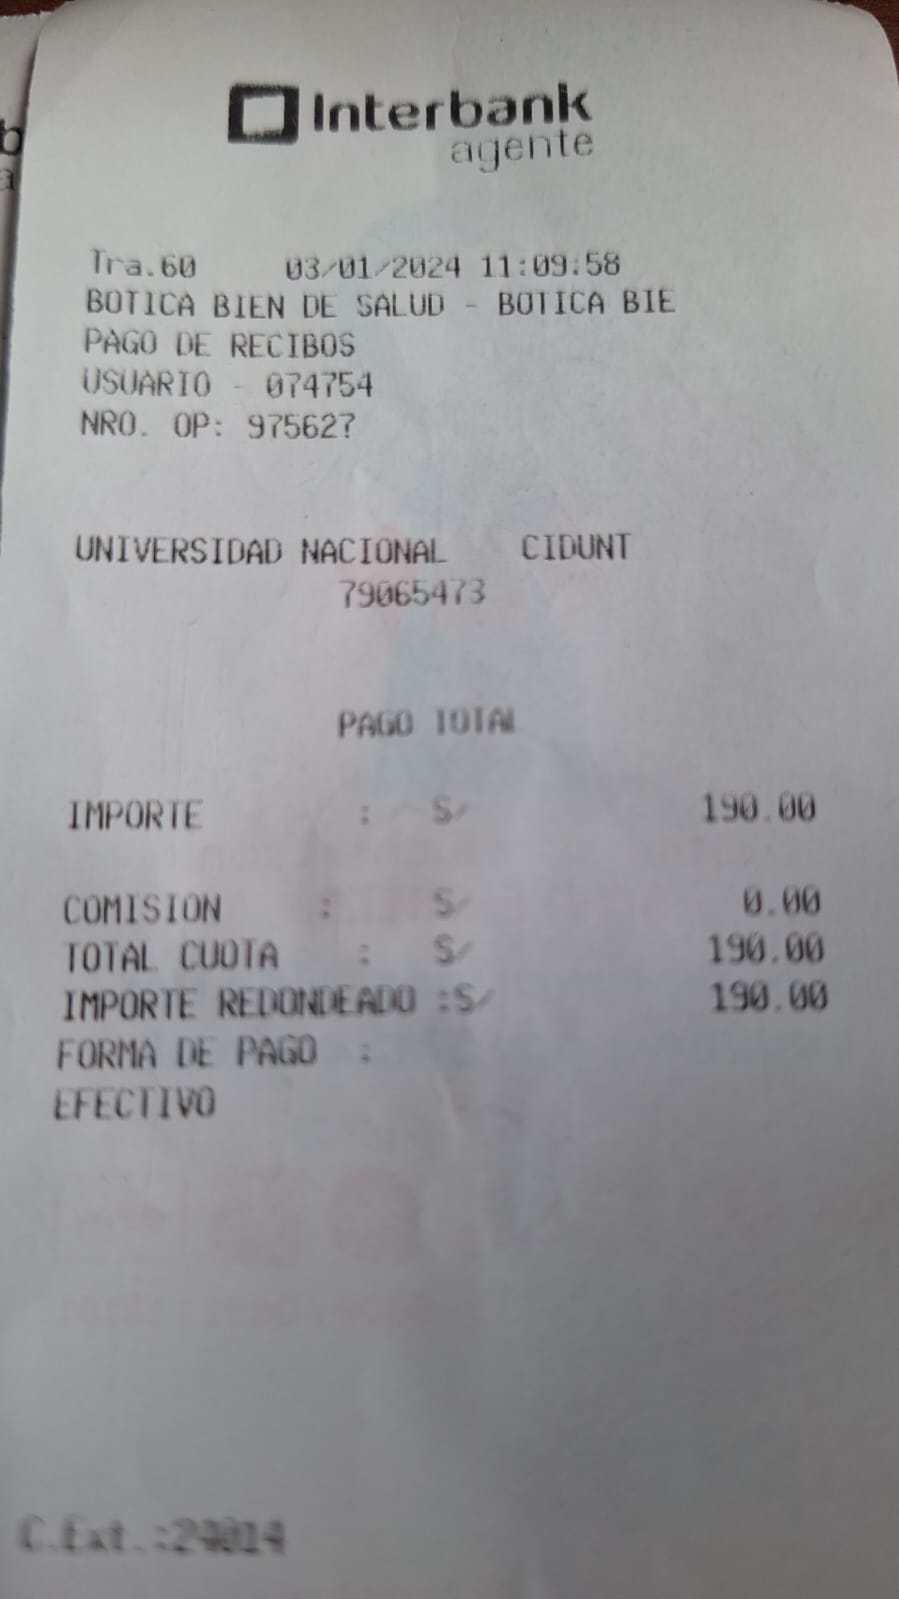 Interbank
agente
Tra.60 03/01/2024 11:09:58
BOTICA BIEN DE SALUD - BOTICA BIE
PAGO DE RECIBOS
USUARIO - 074754
NRO. OP: 975627
UNIVERSIDAD NACIONAL CIDUNT
79065473
PAGO TOTAL
IMPORTE : S/ 190.00
COMISION : S/ 0.00
TOTAL CUOTA : S/ 190.00
IMPORTE REDONDEADO :S/ 190.00
FORMA DE PAGO :
EFECTIVO
C.Ext.:24014